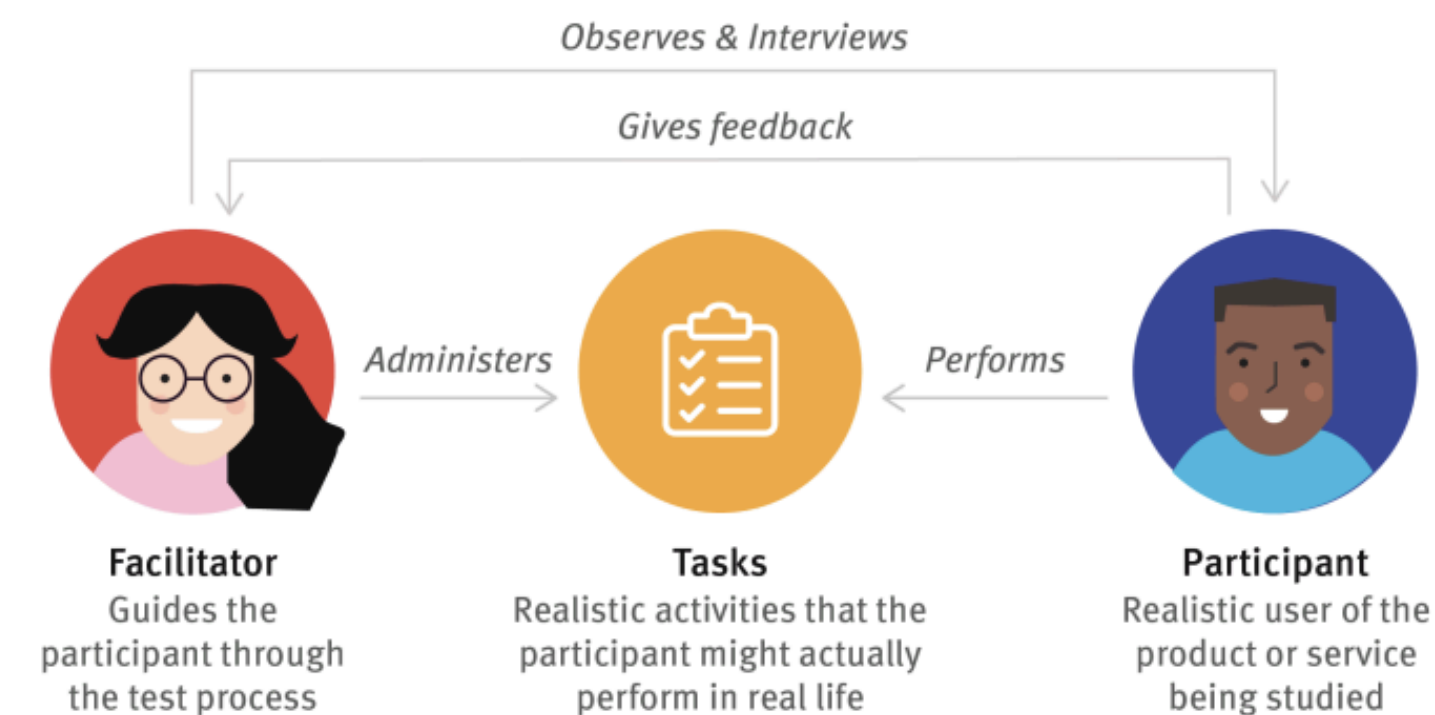 Observes & Interviews
Gives feedback
Administers
Performs
Facilitator
Guides the
participant through
the test process
Tasks
Realistic activities that the
participant might actually
perform in real life
Participant
Realistic user of the
product or service
being studied